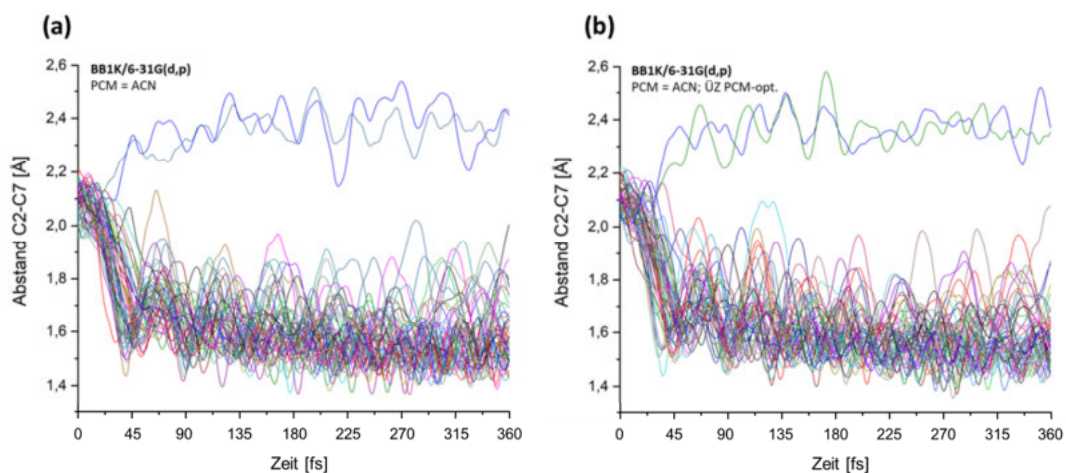 (a)
BB1K/6-31G(d,p)
PCM = ACN
Abstand C2-C7 [Å]
2,6
2,4
2,2
2,0
1,8
1,6
1,4
0 45 90 135 180 225 270 315 360
Zeit [fs]
(b)
BB1K/6-31G(d,p)
PCM = ACN; ÜZ PCM-opt.
Abstand C2-C7 [Å]
2,6
2,4
2,2
2,0
1,8
1,6
1,4
0 45 90 135 180 225 270 315 360
Zeit [fs]